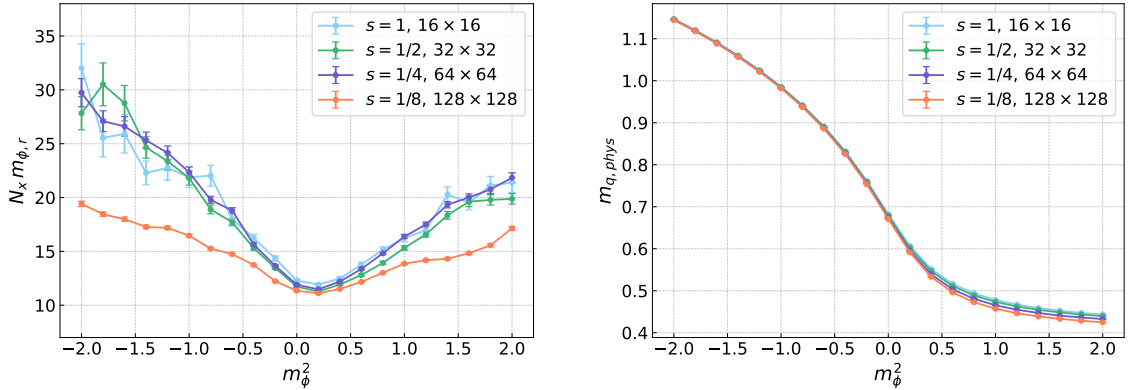 35
30
25
20
15
10
−2.0 −1.5 −1.0 −0.5 0.0 0.5 1.0 1.5 2.0
m_ϕ^2
N_x m_{ϕ,r}
s = 1, 16 × 16
s = 1/2, 32 × 32
s = 1/4, 64 × 64
s = 1/8, 128 × 128
1.1
1.0
0.9
0.8
0.7
0.6
0.5
0.4
−2.0 −1.5 −1.0 −0.5 0.0 0.5 1.0 1.5 2.0
m_ϕ^2
m_{q,phys}
s = 1, 16 × 16
s = 1/2, 32 × 32
s = 1/4, 64 × 64
s = 1/8, 128 × 128